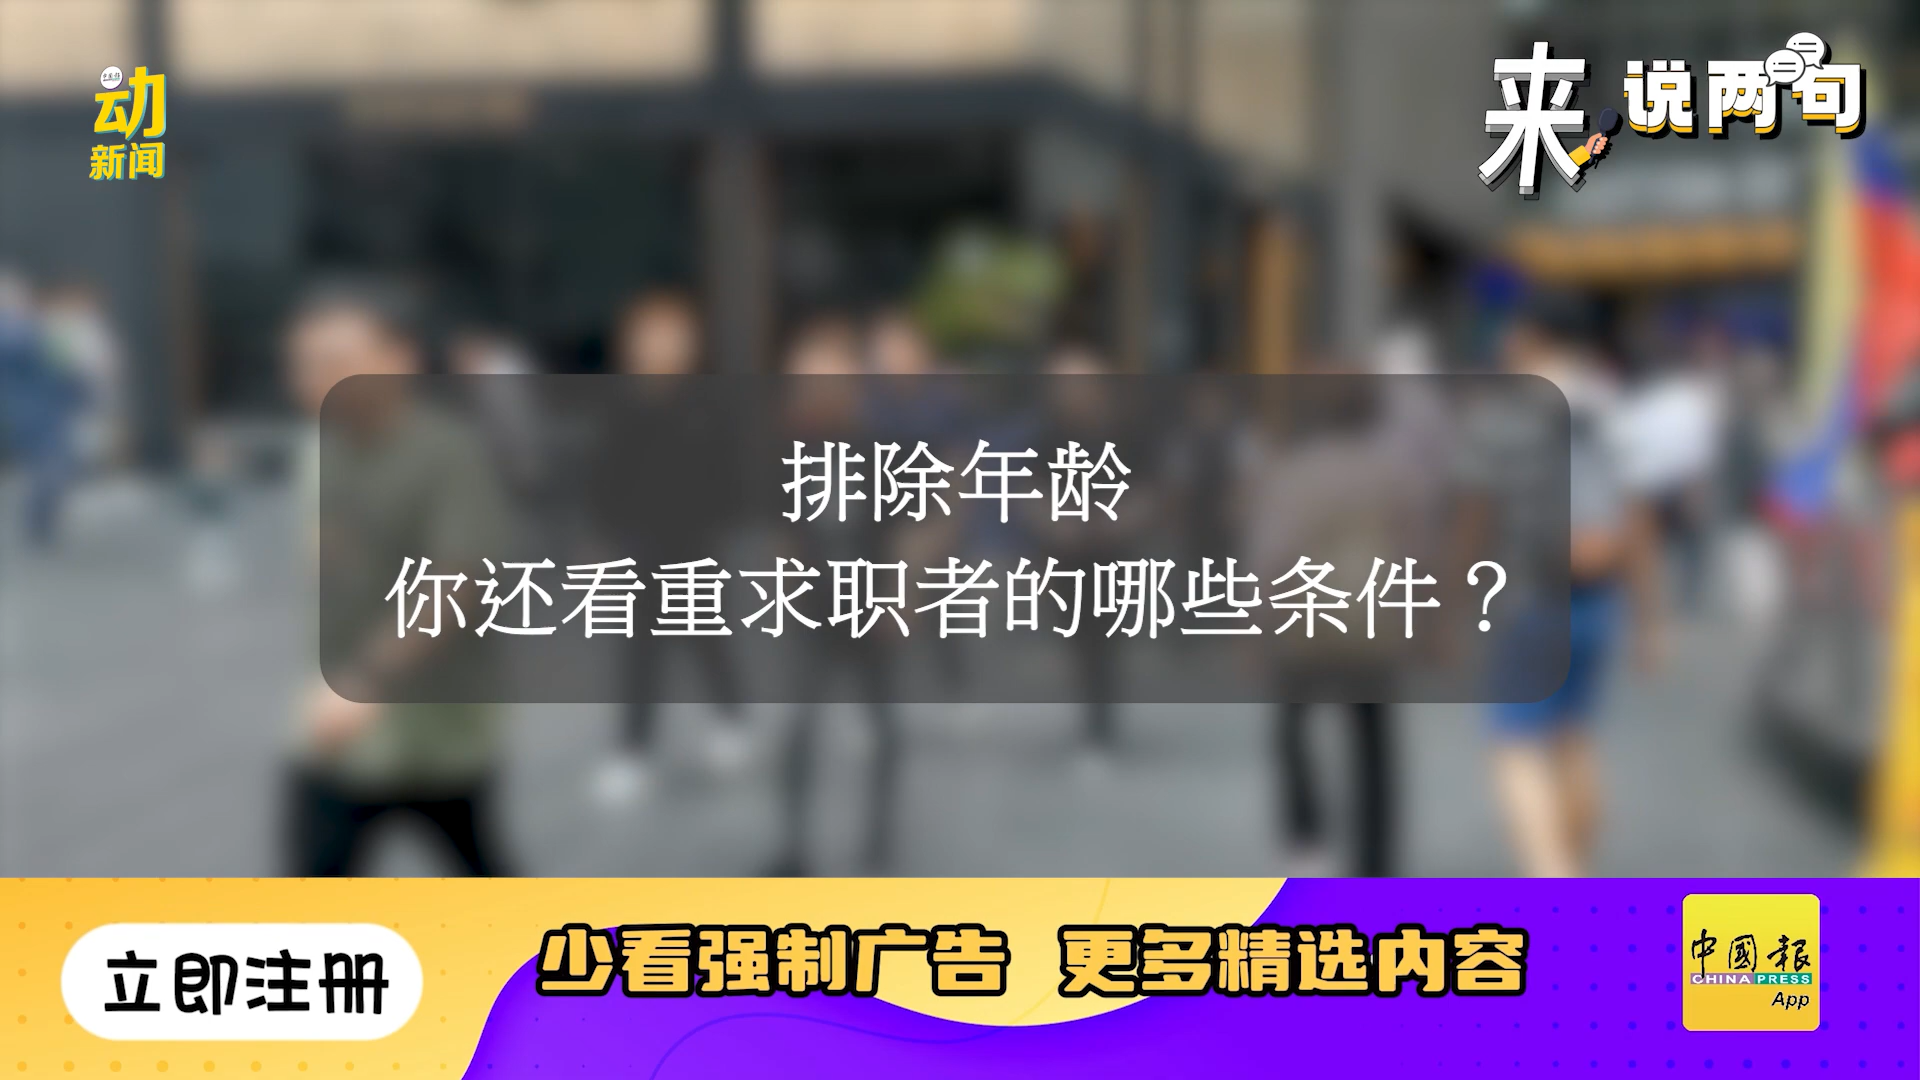 动
新闻
来说两句
排除年龄
你还看重求职者的哪些条件？
立即注册
少看强制广告 更多精选内容
中國報
CHINA PRESS
App